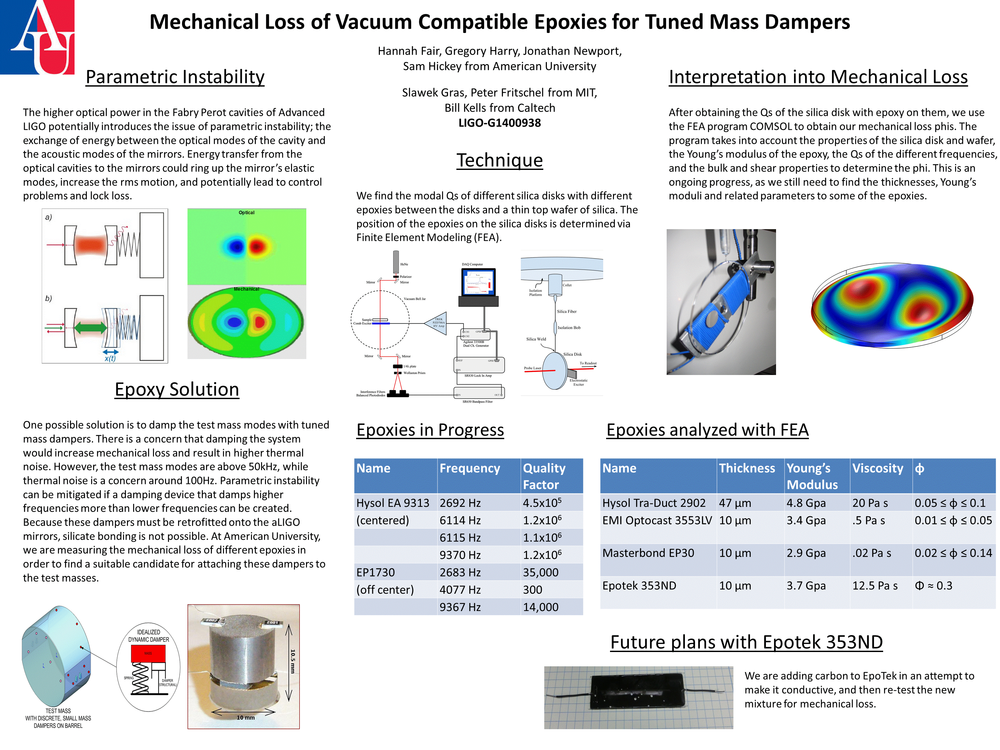 AU
Mechanical Loss of Vacuum Compatible Epoxies for Tuned Mass Dampers
Hannah Fair, Gregory Harry, Jonathan Newport,
Sam Hickey from American University
Slawek Gras, Peter Fritschel from MIT,
Bill Kells from Caltech
LIGO-G1400938
Parametric Instability
The higher optical power in the Fabry Perot cavities of Advanced
LIGO potentially introduces the issue of parametric instability; the
exchange of energy between the optical modes of the cavity and
the acoustic modes of the mirrors. Energy transfer from the
optical cavities to the mirrors could ring up the mirror's elastic
modes, increase the rms motion, and potentially lead to control
problems and lock loss.
a)
b)
x(t)
Optical
Mechanical
Epoxy Solution
One possible solution is to damp the test mass modes with tuned
mass dampers. There is a concern that damping the system
would increase mechanical loss and result in higher thermal
noise. However, the test mass modes are above 50kHz, while
thermal noise is a concern around 100Hz. Parametric instability
can be mitigated if a damping device that damps higher
frequencies more than lower frequencies can be created.
Because these dampers must be retrofitted onto the aLIGO
mirrors, silicate bonding is not possible. At American University,
we are measuring the mechanical loss of different epoxies in
order to find a suitable candidate for attaching these dampers to
the test masses.
IDEALIZED
DYNAMIC DAMPER
MASS
SPRING
DAMPER
STRUCTURAL)
TEST MASS
WITH DISCRETE, SMALL MASS
DAMPERS ON BARREL
1002
1002
10.5 mm
10 mm
Technique
We find the modal Qs of different silica disks with different
epoxies between the disks and a thin top wafer of silica. The
position of the epoxies on the silica disks is determined via
Finite Element Modeling (FEA).
HeNe
Polarizer
Mirror
Mirror
Vacuum Bell Jar
Sample
Comb Exciter
TREK
PZD700A
HV Amp
DAQ Computer
CH1
GPIB
CH2
Agilent 33500B
Dual Ch. Generator
Mirror
Mirror
1/4λ plate
Wollaston Prism
REF
GPIB
IN
SR830 Lock In Amp
Interference Filters
Balanced Photodiodes
IN
OUT
SR650 Bandpass Filter
Isolation
Platform
Collet
Silica Fiber
Isolation Bob
Silica Weld
Silica Disk
Probe Laser
To Readout
Electrostatic
Exciter
Interpretation into Mechanical Loss
After obtaining the Qs of the silica disk with epoxy on them, we use
the FEA program COMSOL to obtain our mechanical loss phis. The
program takes into account the properties of the silica disk and wafer,
the Young's modulus of the epoxy, the Qs of the different frequencies,
and the bulk and shear properties to determine the phi. This is an
ongoing progress, as we still need to find the thicknesses, Young's
moduli and related parameters to some of the epoxies.
Epoxies in Progress
Name Frequency Quality Factor
Hysol EA 9313 2692 Hz 4.5x10⁵
(centered) 6114 Hz 1.2x10⁶
6115 Hz 1.1x10⁶
9370 Hz 1.2x10⁶
EP1730 2683 Hz 35,000
(off center) 4077 Hz 300
9367 Hz 14,000
Epoxies analyzed with FEA
Name Thickness Young's Modulus Viscosity ф
Hysol Tra-Duct 2902 47 µm 4.8 Gpa 20 Pa s 0.05 ≤ ф ≤ 0.1
EMI Optocast 3553LV 10 µm 3.4 Gpa .5 Pa s 0.01 ≤ ф ≤ 0.05
Masterbond EP30 10 µm 2.9 Gpa .02 Pa s 0.02 ≤ ф ≤ 0.14
Epotek 353ND 10 µm 3.7 Gpa 12.5 Pa s Ф ≈ 0.3
Future plans with Epotek 353ND
We are adding carbon to EpoTek in an attempt to
make it conductive, and then re-test the new
mixture for mechanical loss.